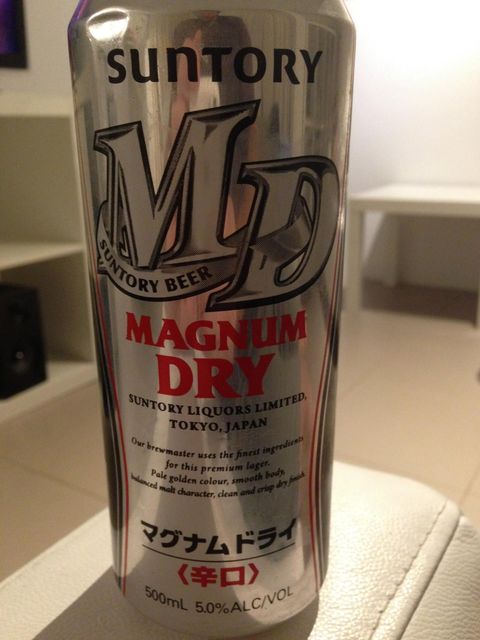 SUNTORY
MD
SUNTORY BEER
MAGNUM
DRY
SUNTORY LIQUORS LIMITED,
TOKYO, JAPAN
Our brewmaster uses the finest ingredients
for this premium lager.
Pale golden colour, smooth body,
balanced malt character, clean and crisp dry finish.
マグナムドライ
〈辛口〉
500mL 5.0%ALC/VOL